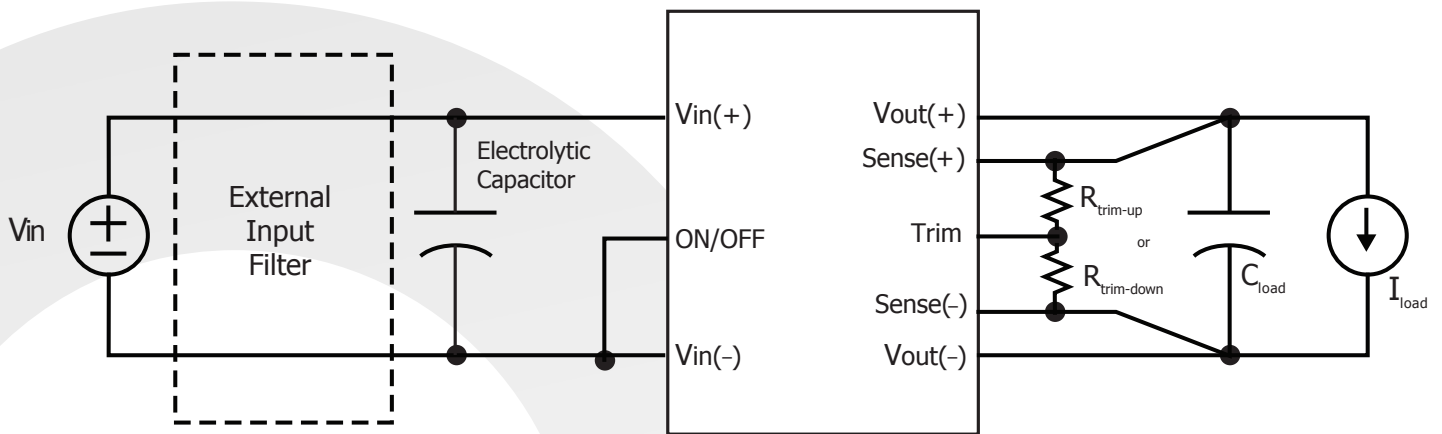 Vin
External
Input
Filter
Electrolytic
Capacitor
Vin(+)
ON/OFF
Vin(−)
Vout(+)
Sense(+)
Trim
Sense(−)
Vout(−)
Rtrim-up
or
Rtrim-down
Cload
Iload